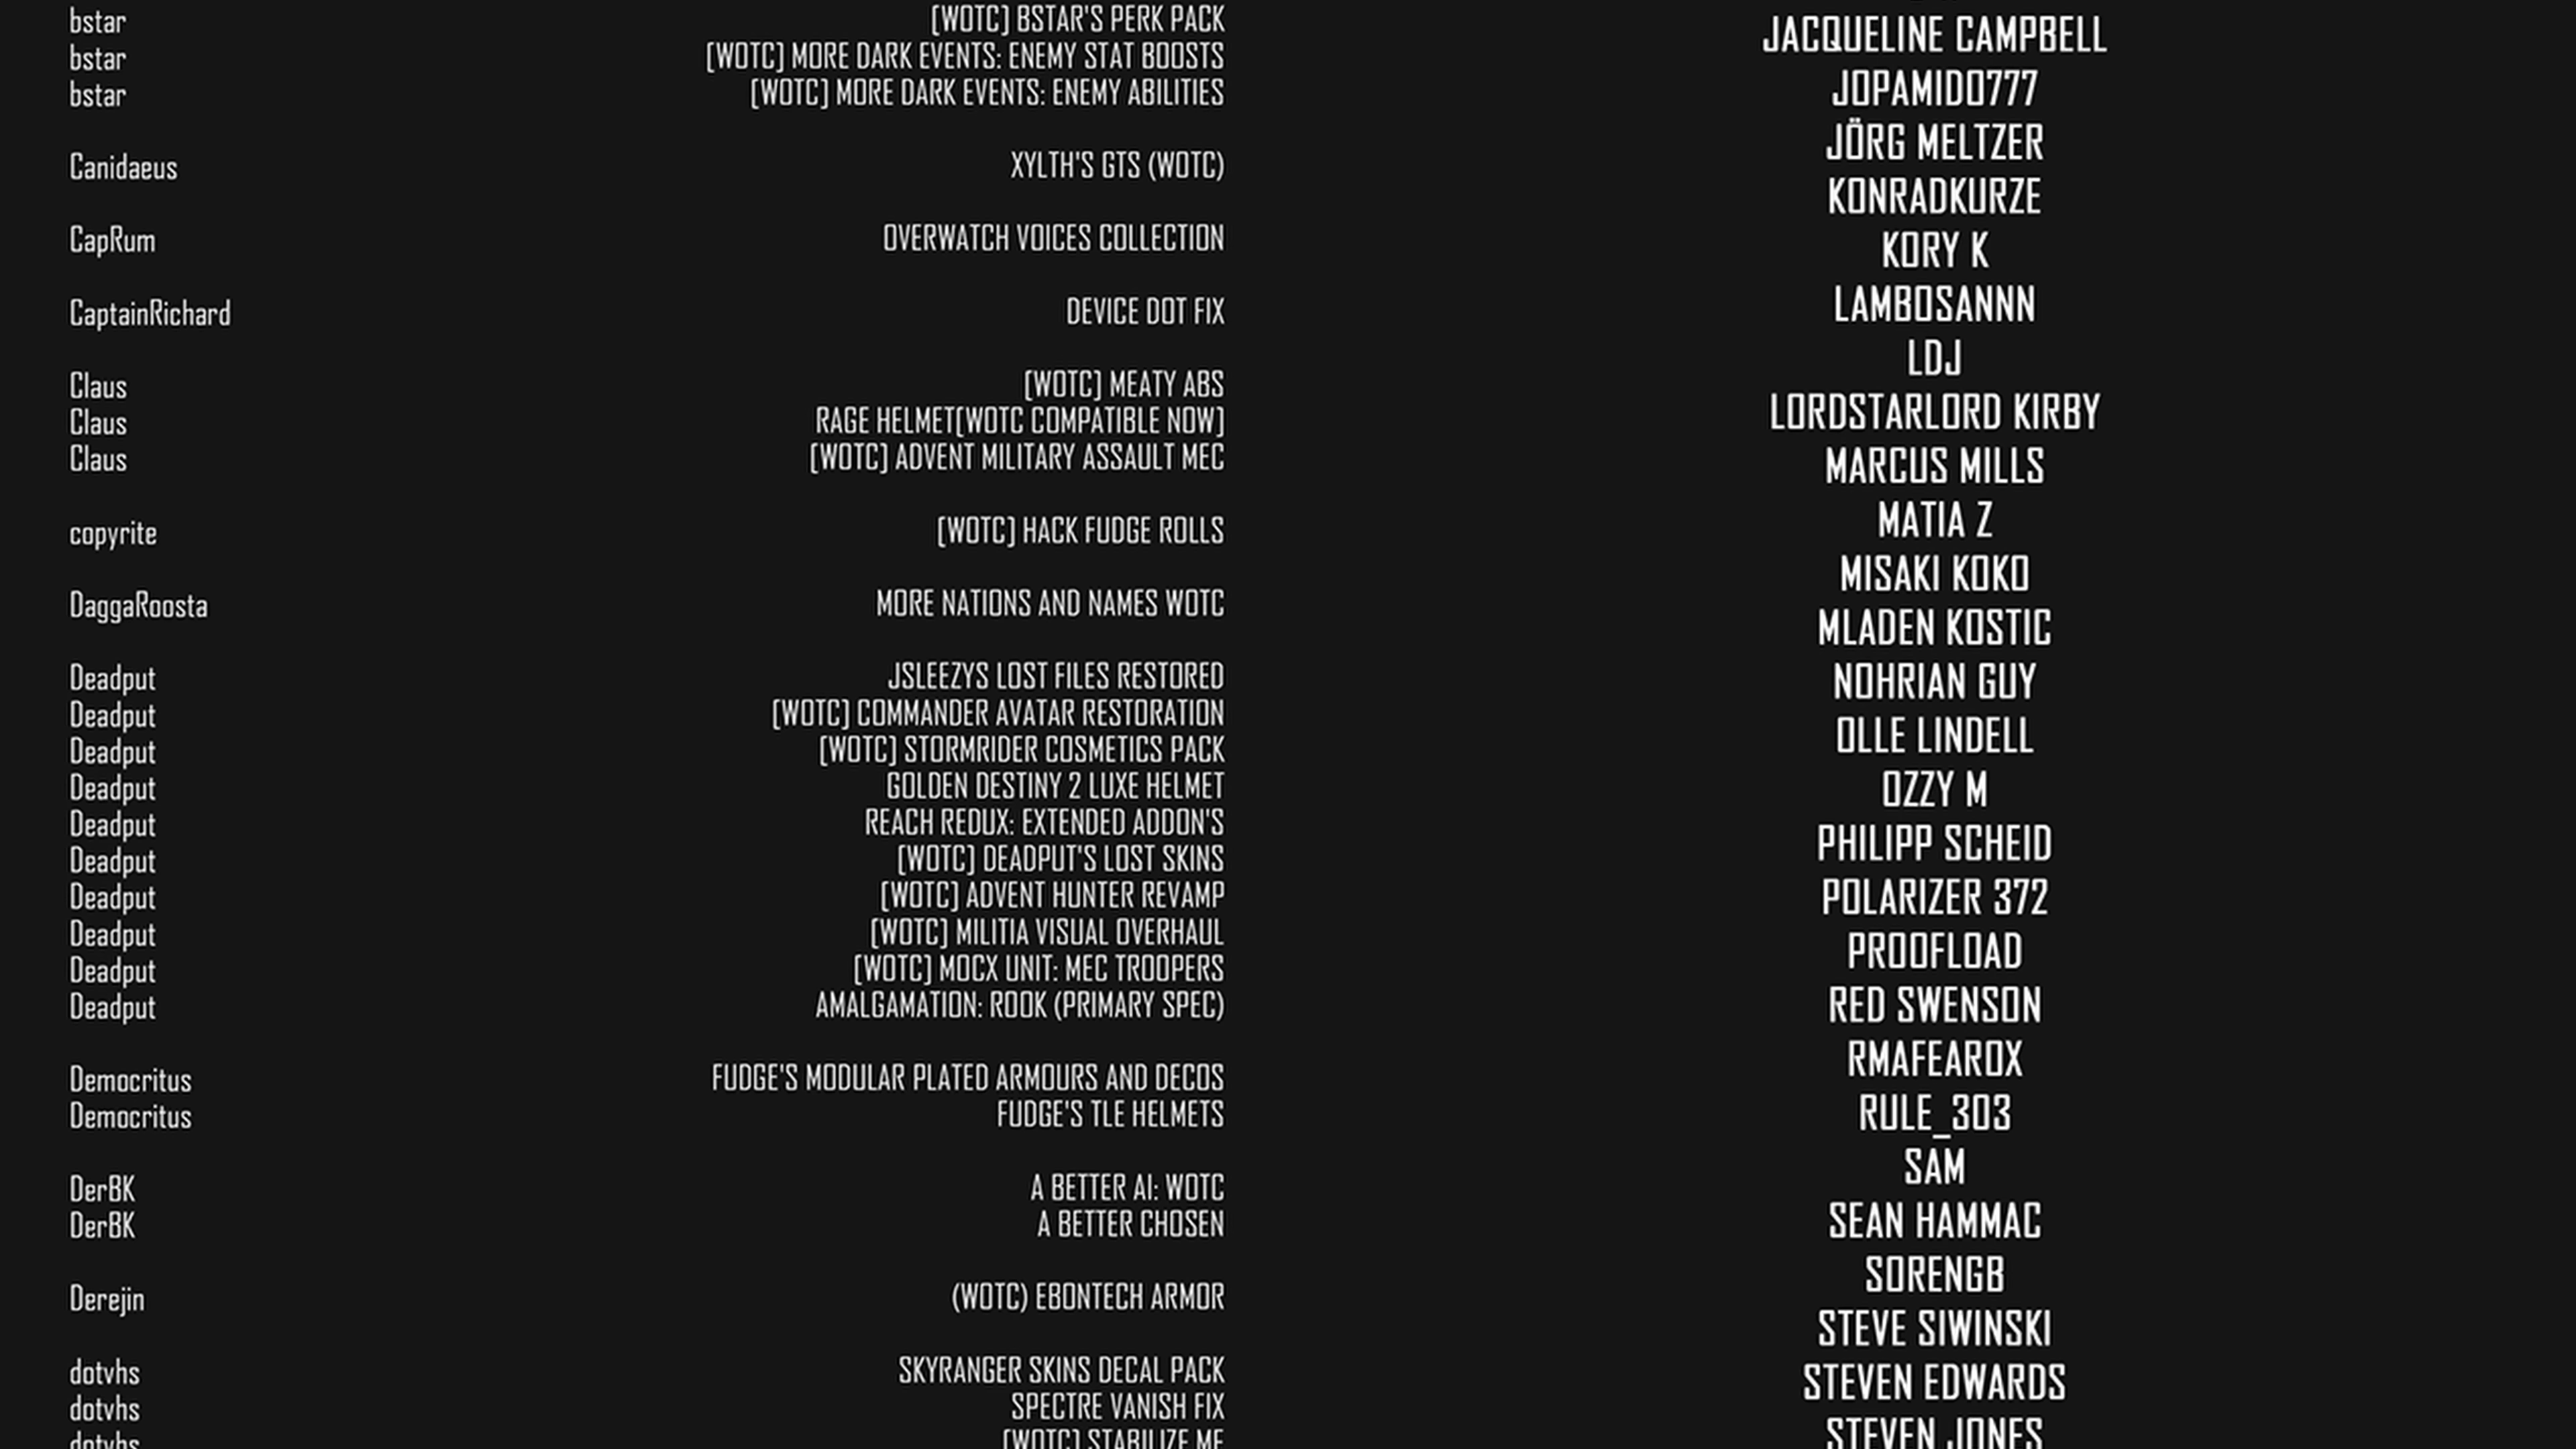 bstar [WOTC] BSTAR'S PERK PACK
bstar [WOTC] MORE DARK EVENTS: ENEMY STAT BOOSTS
bstar [WOTC] MORE DARK EVENTS: ENEMY ABILITIES
Canidaeus XYLTH'S GTS (WOTC)
CapRum OVERWATCH VOICES COLLECTION
CaptainRichard DEVICE DOT FIX
Claus [WOTC] MEATY ABS
Claus RAGE HELMET[WOTC COMPATIBLE NOW]
Claus [WOTC] ADVENT MILITARY ASSAULT MEC
copyrite [WOTC] HACK FUDGE ROLLS
DaggaRoosta MORE NATIONS AND NAMES WOTC
Deadput JSLEEZYS LOST FILES RESTORED
Deadput [WOTC] COMMANDER AVATAR RESTORATION
Deadput [WOTC] STORMRIDER COSMETICS PACK
Deadput GOLDEN DESTINY 2 LUXE HELMET
Deadput REACH REDUX: EXTENDED ADDON'S
Deadput [WOTC] DEADPUT'S LOST SKINS
Deadput [WOTC] ADVENT HUNTER REVAMP
Deadput [WOTC] MILITIA VISUAL OVERHAUL
Deadput [WOTC] MOCX UNIT: MEC TROOPERS
Deadput AMALGAMATION: ROOK (PRIMARY SPEC)
Democritus FUDGE'S MODULAR PLATED ARMOURS AND DECOS
Democritus FUDGE'S TLE HELMETS
DerBK A BETTER AI: WOTC
DerBK A BETTER CHOSEN
Derejin (WOTC) EBONTECH ARMOR
dotvhs SKYRANGER SKINS DECAL PACK
dotvhs SPECTRE VANISH FIX
dotvhs [WOTC] STABILIZE ME
JACQUELINE CAMPBELL
JOPAMIDO777
JÖRG MELTZER
KONRADKURZE
KORY K
LAMBOSANNN
LDJ
LORDSTARLORD KIRBY
MARCUS MILLS
MATIA Z
MISAKI KOKO
MLADEN KOSTIC
NOHRIAN GUY
OLLE LINDELL
OZZY M
PHILIPP SCHEID
POLARIZER 372
PROOFLOAD
RED SWENSON
RMAFEAROX
RULE_303
SAM
SEAN HAMMAC
SORENGB
STEVE SIWINSKI
STEVEN EDWARDS
STEVEN JONES